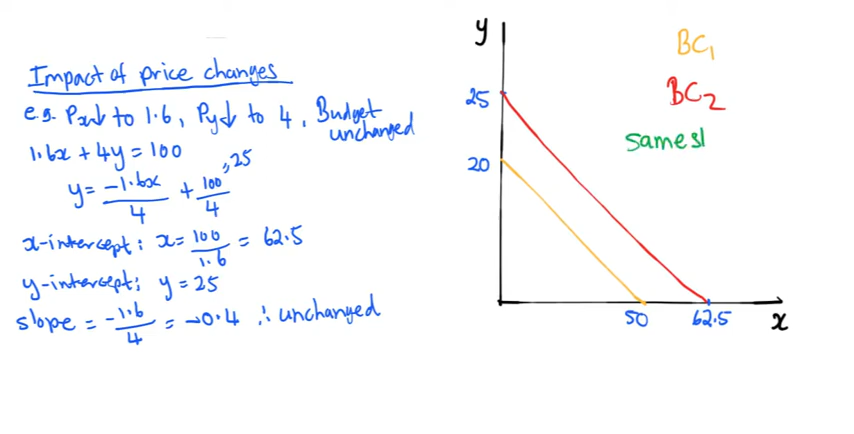 Impact of price changes
e.g. Px↓ to 1.6, Py↓ to 4, Budget
unchanged
1.6x + 4y = 100
y = -1.6x/4 + 100/4 , 25
x-intercept: x = 100/1.6 = 62.5
y-intercept: y = 25
slope = -1.6/4 = -0.4 ∴ unchanged
y
BC1
BC2
same sl
25
20
50
62.5
x